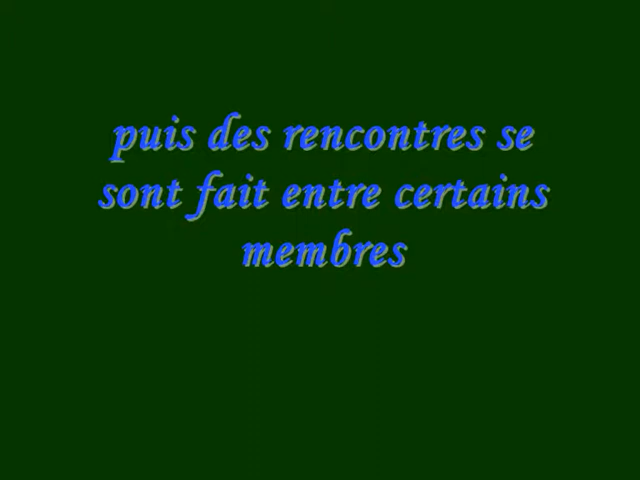 puis des rencontres se
sont fait entre certains
membres